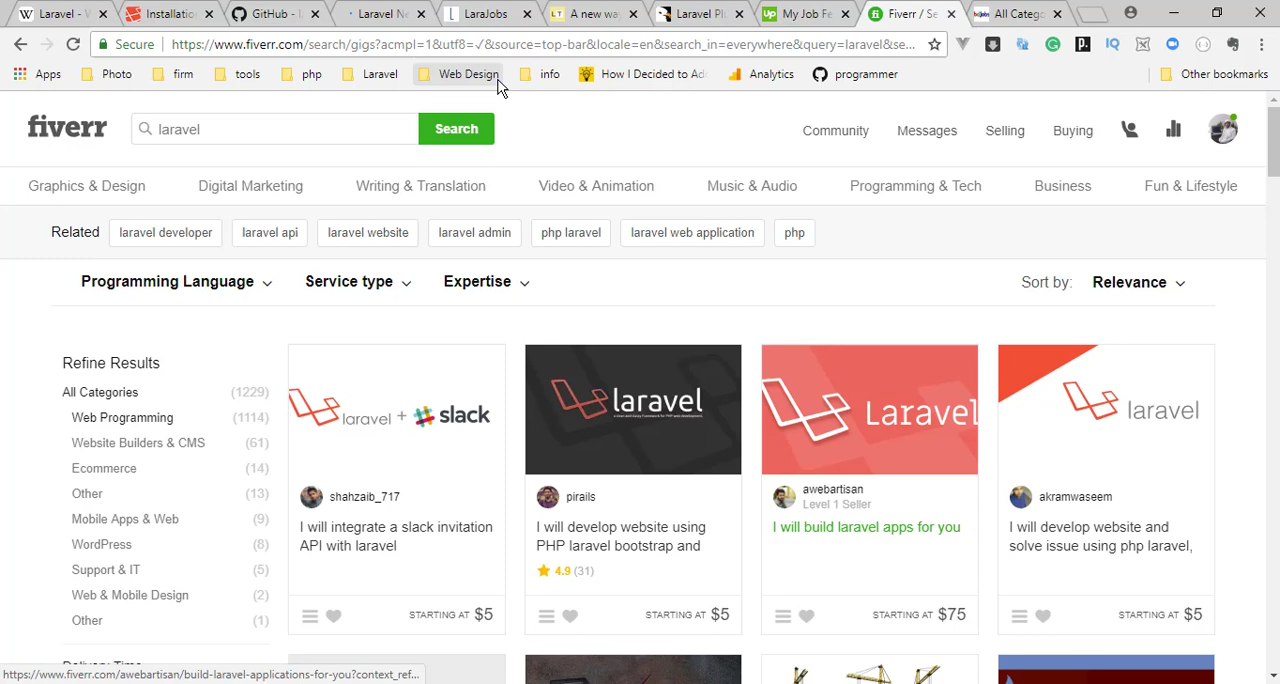 Laravel - W
Installation
GitHub - L
Laravel Ne
LaraJobs
A new way
Laravel Plu
My Job Fe
Fiverr / Se
All Catego
Secure
https://www.fiverr.com/search/gigs?cmpl=1&utf8=✓&source=top-bar&locale=en&search_in=everywhere&query=laravel&se...
Apps
Photo
firm
tools
php
Laravel
Web Design
info
How I Decided to Ad
Analytics
programmer
Other bookmarks
fiverr
laravel
Search
Community
Messages
Selling
Buying
Graphics & Design
Digital Marketing
Writing & Translation
Video & Animation
Music & Audio
Programming & Tech
Business
Fun & Lifestyle
Related
laravel developer
laravel api
laravel website
laravel admin
php laravel
laravel web application
php
Programming Language
Service type
Expertise
Sort by:
Relevance
Refine Results
All Categories (1229)
Web Programming (1114)
Website Builders & CMS (61)
Ecommerce (14)
Other (13)
Mobile Apps & Web (9)
WordPress (8)
Support & IT (5)
Web & Mobile Design (2)
Other (1)
laravel + slack
shahzaib_717
I will integrate a slack invitation
API with laravel
STARTING AT $5
laravel
pirails
I will develop website using
PHP laravel bootstrap and
4.9 (31)
STARTING AT $5
Laravel
awebartisan
Level 1 Seller
I will build laravel apps for you
STARTING AT $75
laravel
akramwaseem
I will develop website and
solve issue using php laravel,
STARTING AT $5
https://www.fiverr.com/awebartisan/build-laravel-applications-for-you?context_ref...